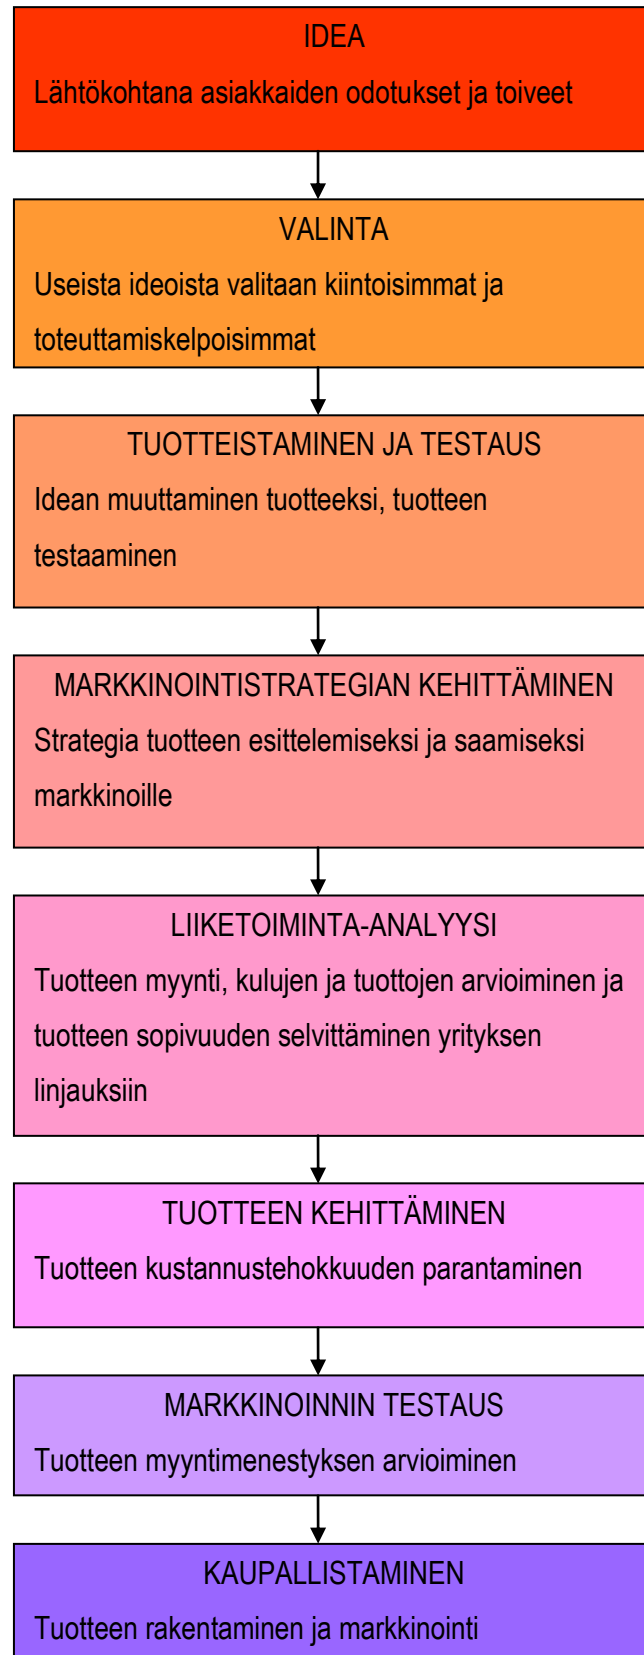 IDEA
Lähtökohtana asiakkaiden odotukset ja toiveet
VALINTA
Useista ideoista valitaan kiintoisimmat ja
toteuttamiskelpoisimmat
TUOTTEISTAMINEN JA TESTAUS
Idean muuttaminen tuotteeksi, tuotteen
testaaminen
MARKKINOINTISTRATEGIAN KEHITTÄMINEN
Strategia tuotteen esittelemiseksi ja saamiseksi
markkinoille
LIIKETOIMINTA-ANALYYSI
Tuotteen myynti, kulujen ja tuottojen arvioiminen ja
tuotteen sopivuuden selvittäminen yrityksen
linjauksiin
TUOTTEEN KEHITTÄMINEN
Tuotteen kustannustehokkuuden parantaminen
MARKKINOINNIN TESTAUS
Tuotteen myyntimenestyksen arvioiminen
KAUPALLISTAMINEN
Tuotteen rakentaminen ja markkinointi